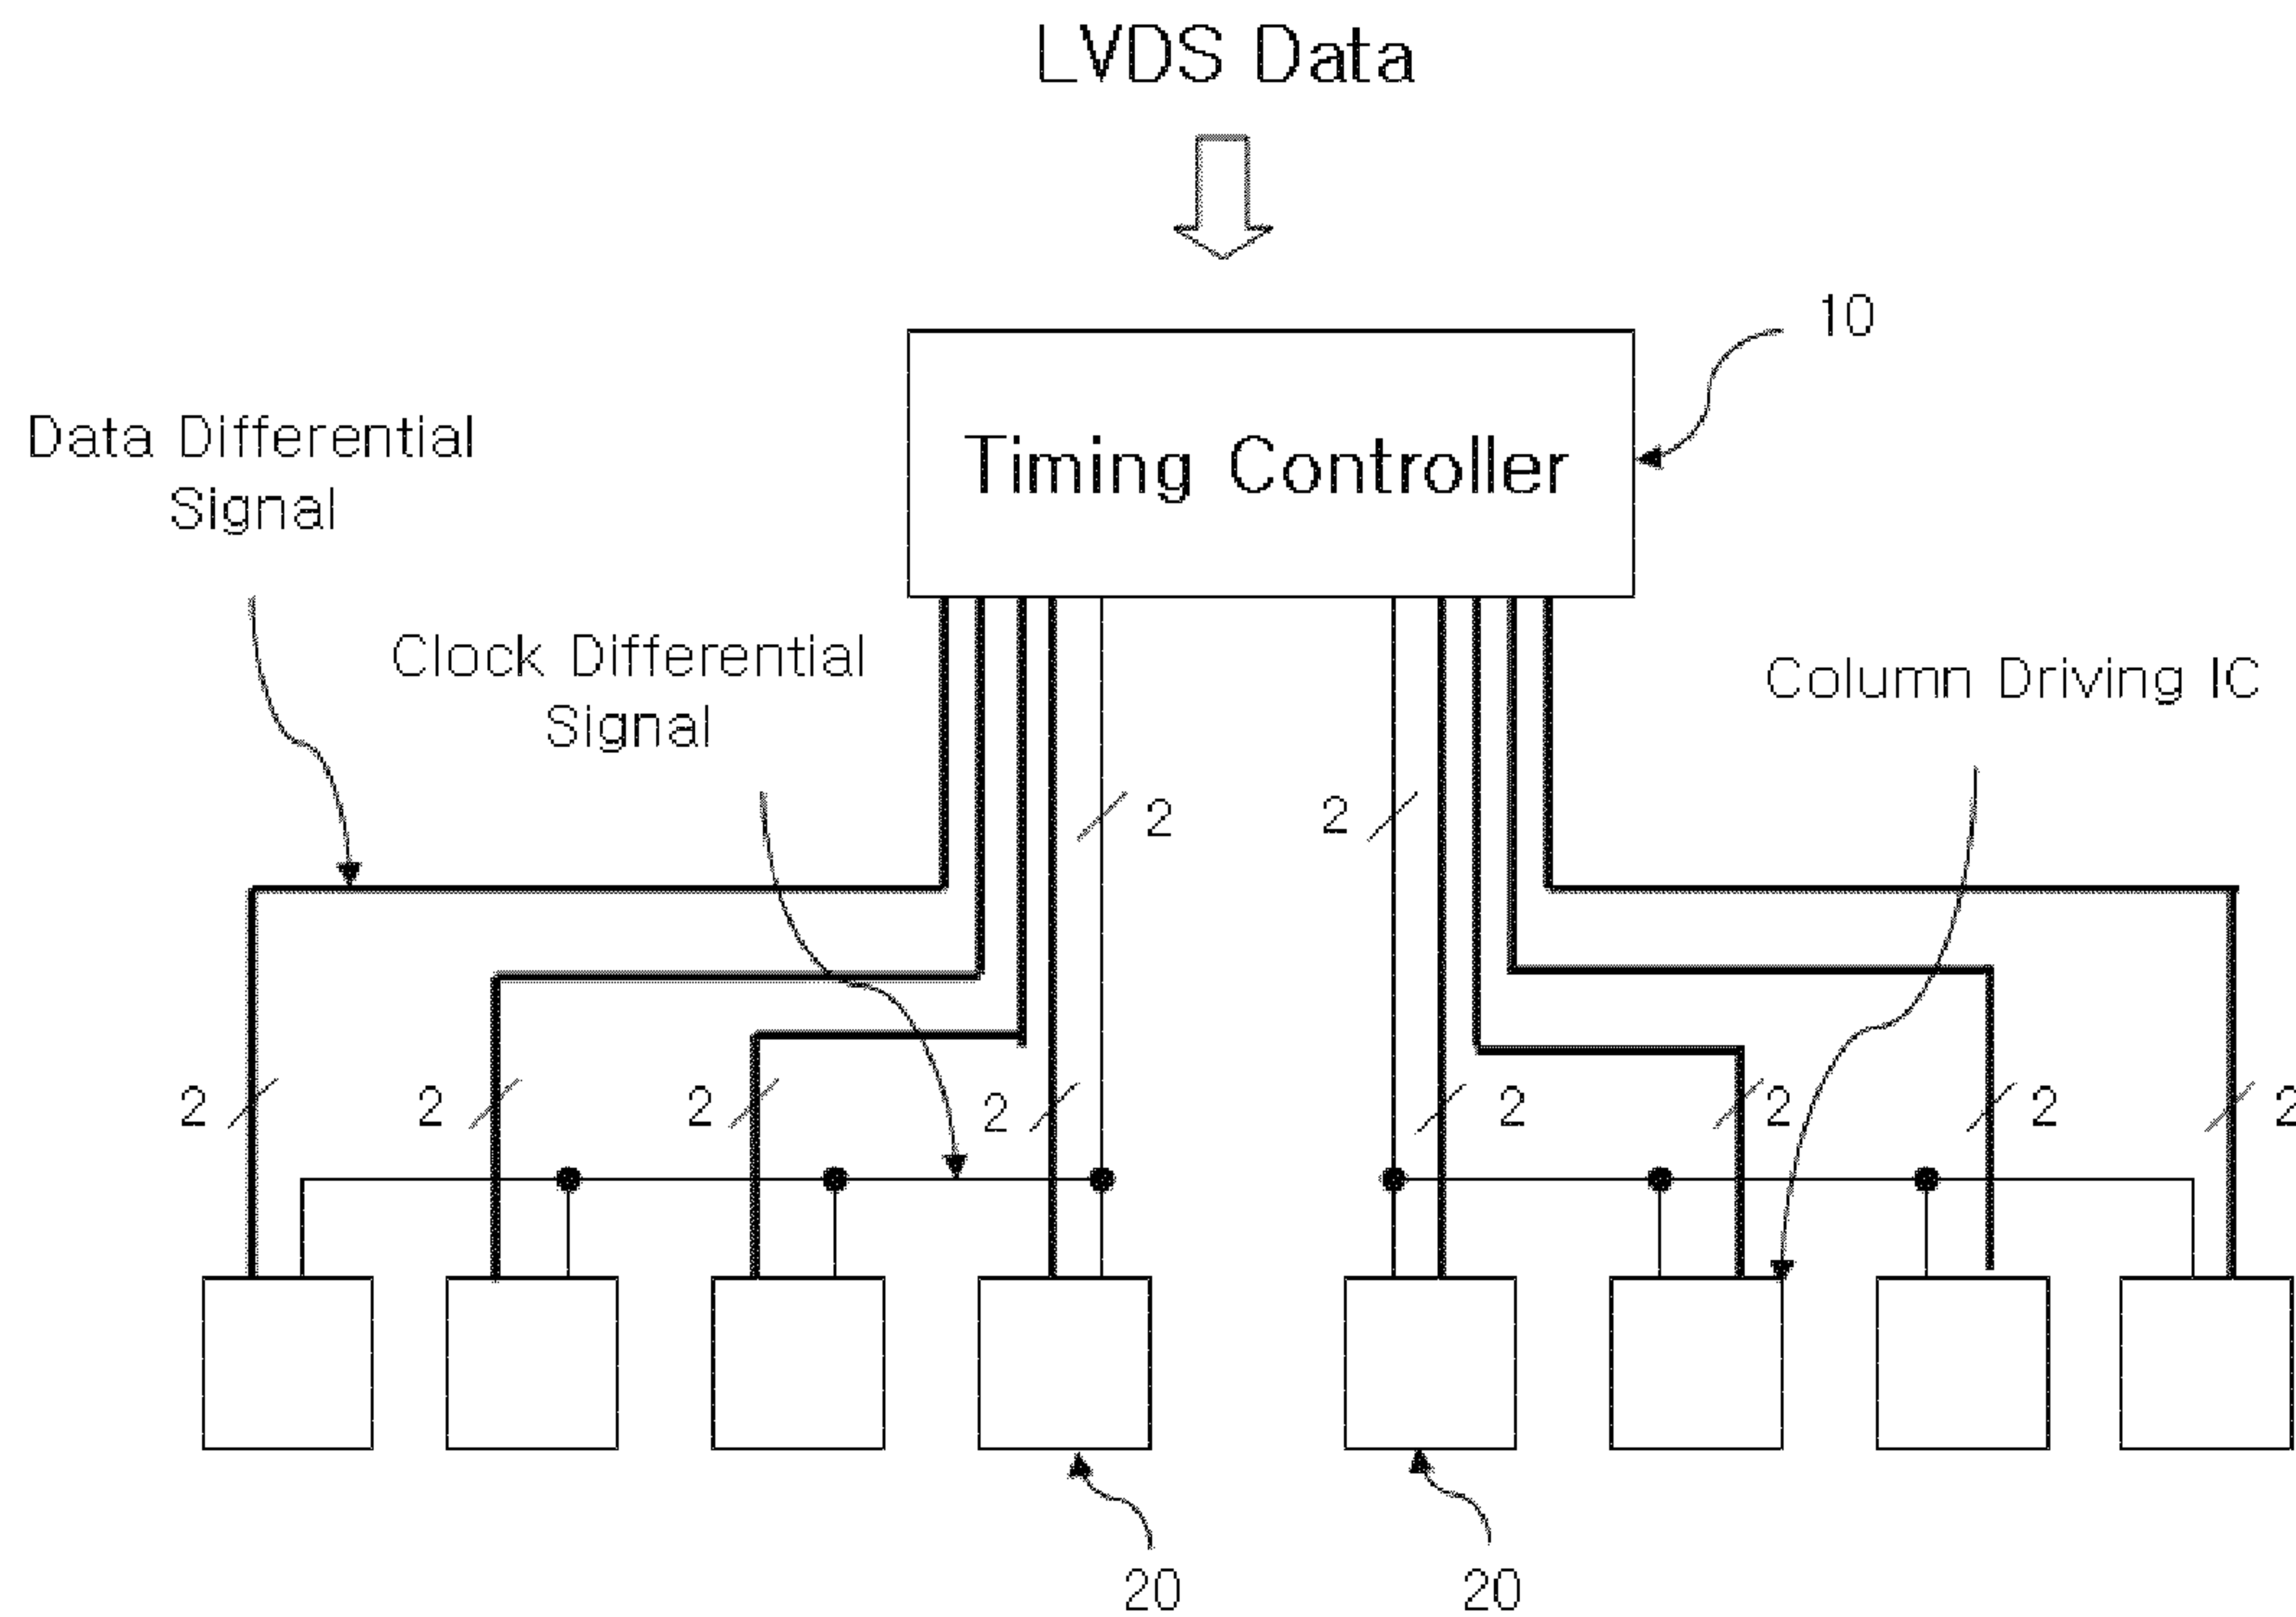 LVDS Data
10
Timing Controller
Data Differential
Signal
Clock Differential
Signal
Column Driving IC
2 2
2 2 2 2 2 2 2 2
20 20